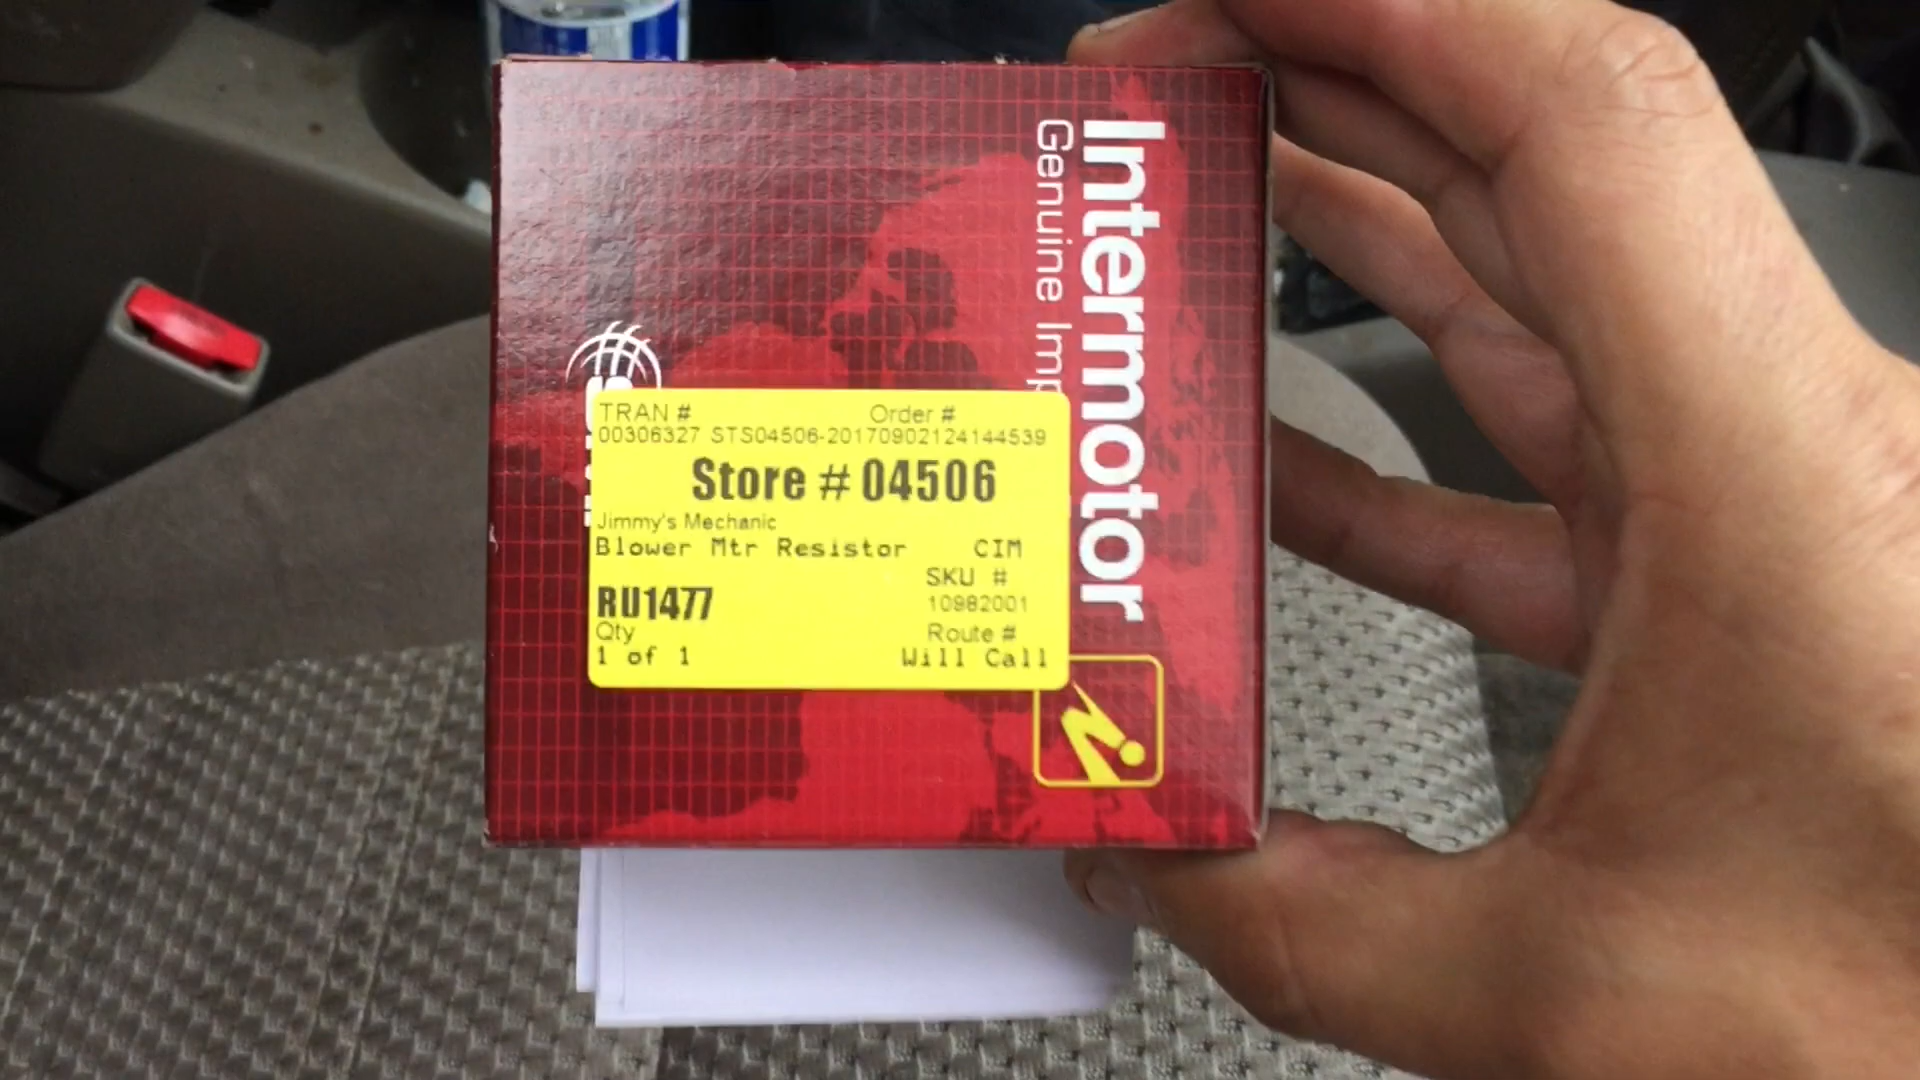 Intermotor
Genuine Imp
TRAN # Order #
00306327 STS04506-20170902124144539
Store # 04506
Jimmy's Mechanic
Blower Mtr Resistor CIM
SKU #
RU1477 10982001
Qty Route #
1 of 1 Will Call